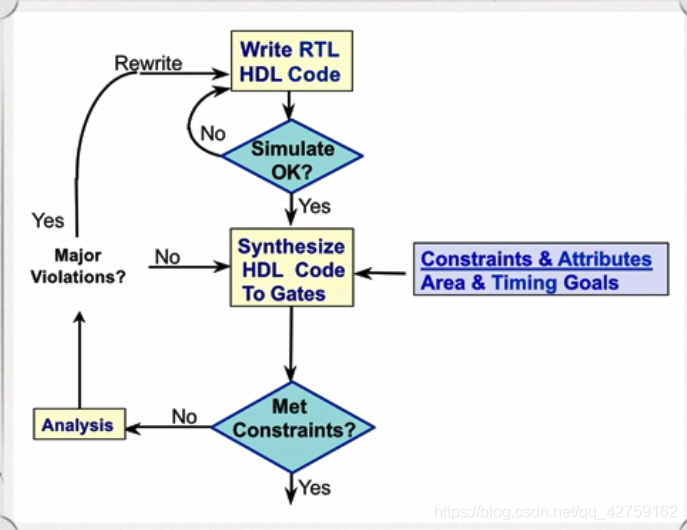 Rewrite
Write RTL
HDL Code
No
Simulate
OK?
Yes
Yes
Major
Violations?
No
Synthesize
HDL Code
To Gates
Constraints & Attributes
Area & Timing Goals
Met
Constraints?
No
Analysis
Yes
https://blog.csdn.net/qq_42759162